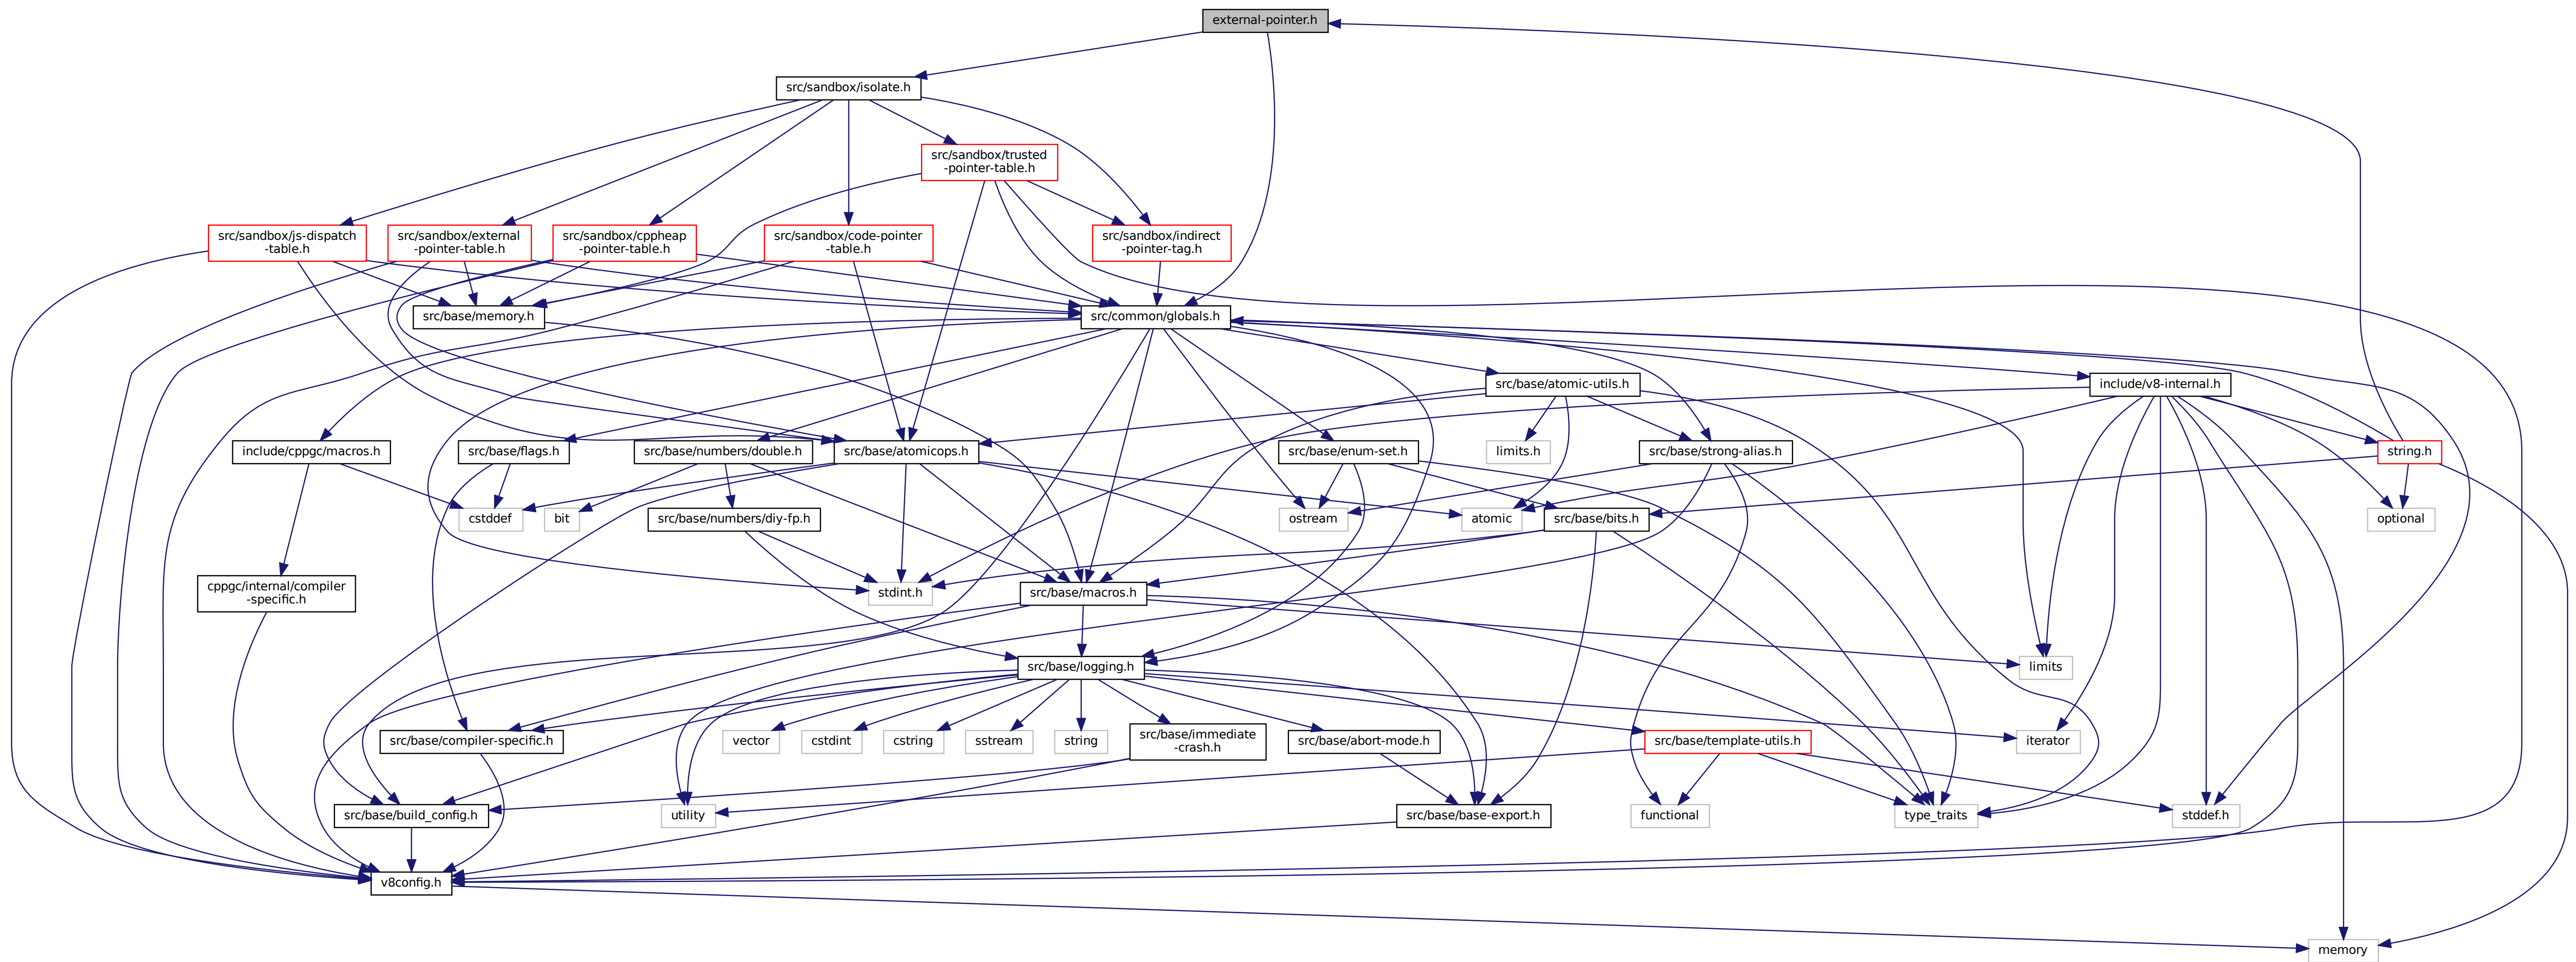 external-pointer.h
src/sandbox/isolate.h
src/sandbox/trusted
-pointer-table.h
src/sandbox/js-dispatch
-table.h
src/sandbox/external
-pointer-table.h
src/sandbox/cppheap
-pointer-table.h
src/sandbox/code-pointer
-table.h
src/sandbox/indirect
-pointer-tag.h
src/base/memory.h
src/common/globals.h
src/base/atomic-utils.h
include/v8-internal.h
include/cppgc/macros.h
src/base/flags.h
src/base/numbers/double.h
src/base/atomicops.h
src/base/enum-set.h
limits.h
src/base/strong-alias.h
string.h
cstddef
bit
src/base/numbers/diy-fp.h
ostream
atomic
src/base/bits.h
optional
cppgc/internal/compiler
-specific.h
stdint.h
src/base/macros.h
src/base/logging.h
limits
src/base/compiler-specific.h
vector
cstdint
cstring
sstream
string
src/base/immediate
-crash.h
src/base/abort-mode.h
src/base/template-utils.h
iterator
src/base/build_config.h
utility
src/base/base-export.h
functional
type_traits
stddef.h
v8config.h
memory